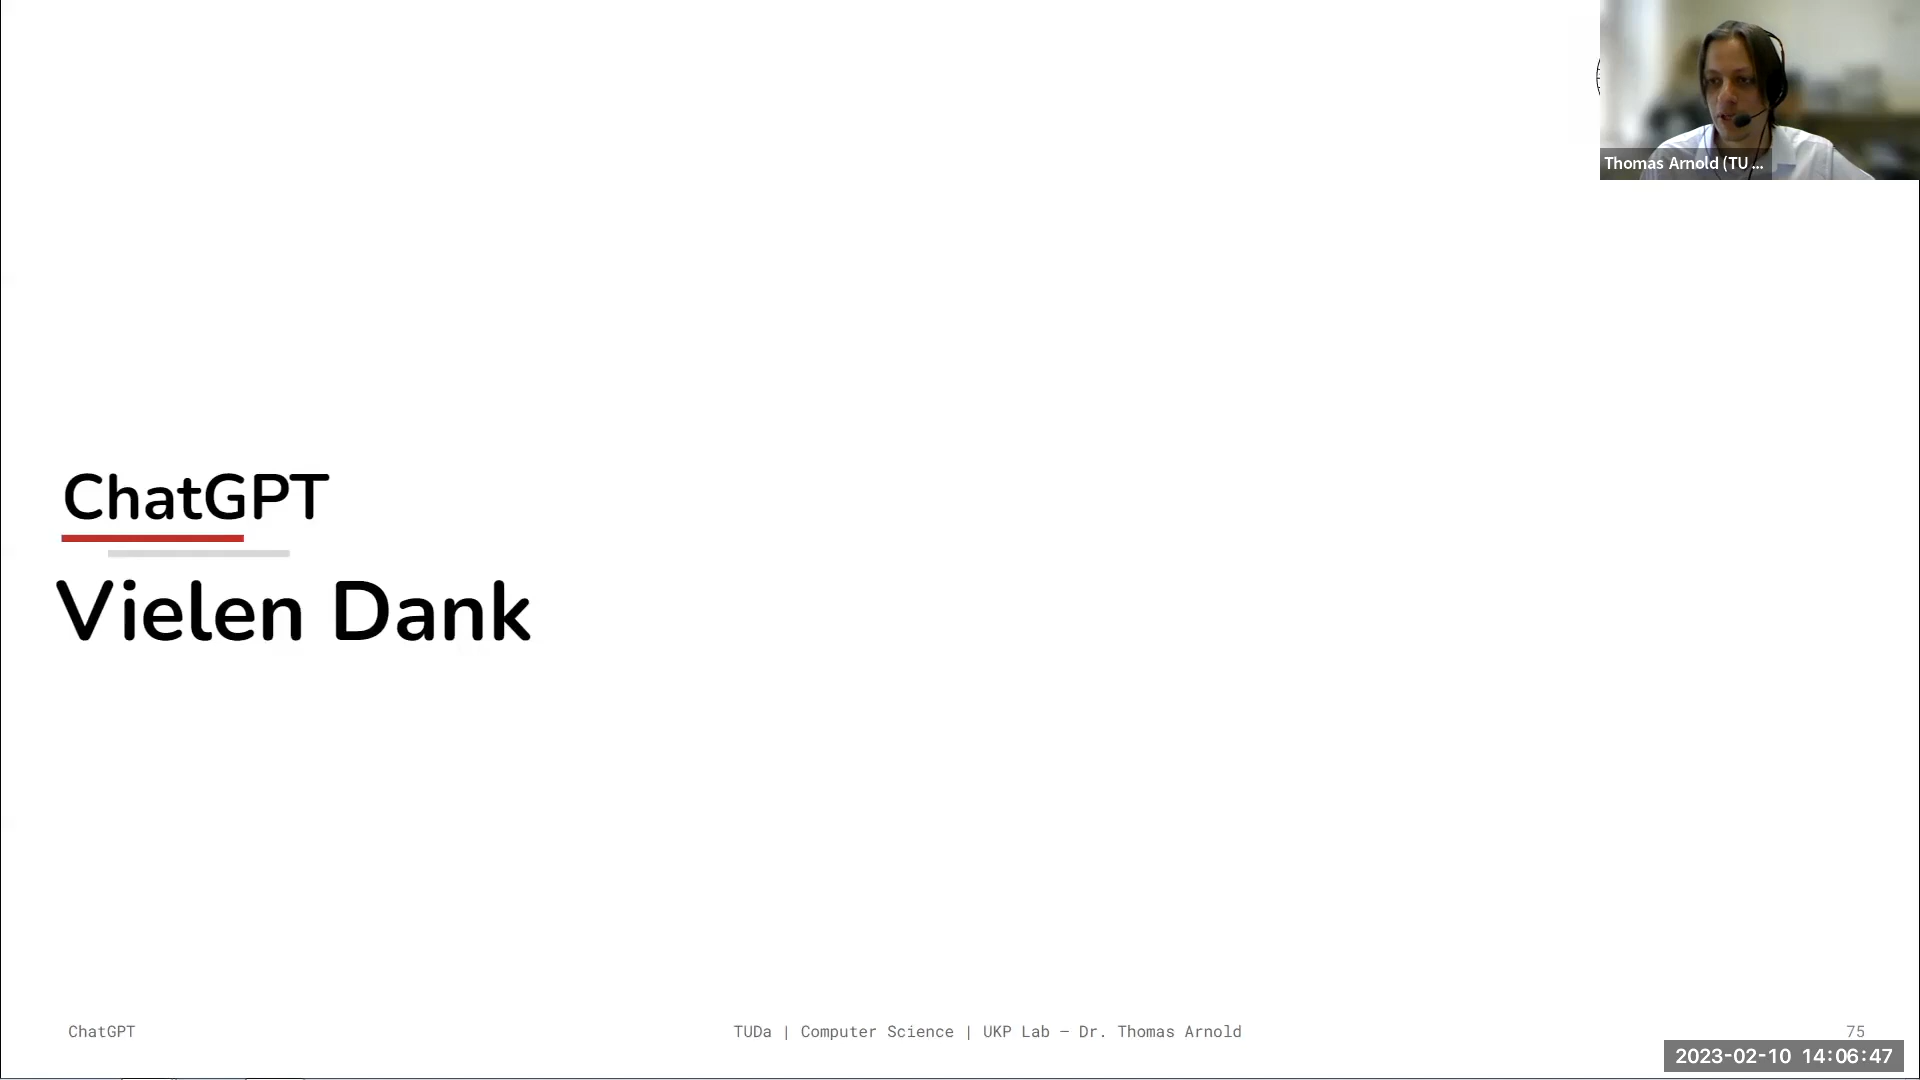 Thomas Arnold (TU ...
ChatGPT
Vielen Dank
ChatGPT
TUDa | Computer Science | UKP Lab – Dr. Thomas Arnold
75
2023-02-10 14:06:47